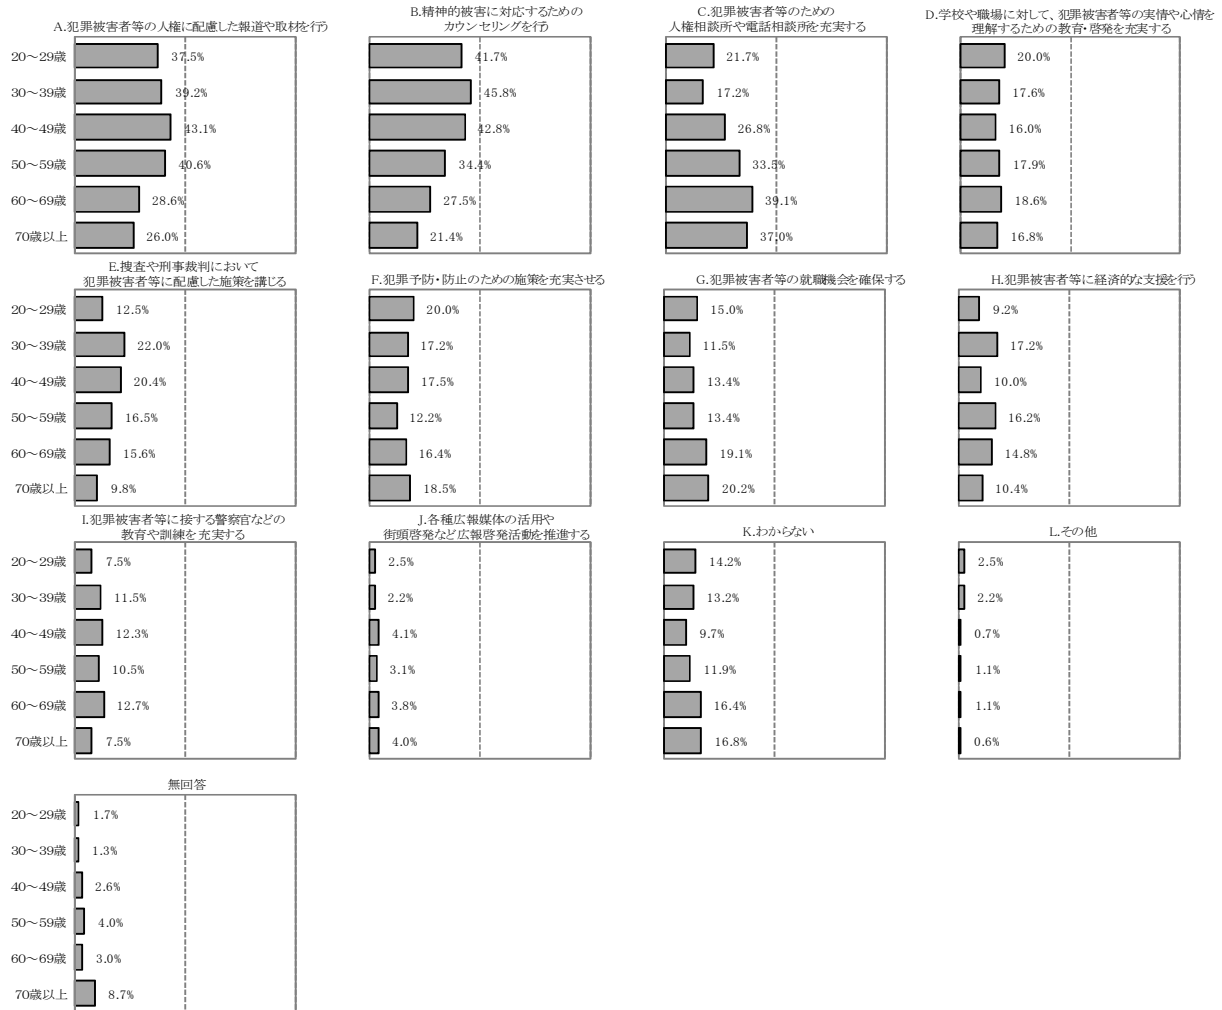 A.犯罪被害者等の人権に配慮した報道や取材を行う
20～29歳 37.5%
30～39歳 39.2%
40～49歳 43.1%
50～59歳 40.6%
60～69歳 28.6%
70歳以上 26.0%
B.精神的被害に対応するための
カウンセリングを行う
41.7%
45.8%
42.8%
34.4%
27.5%
21.4%
C.犯罪被害者等のための
人権相談所や電話相談所を充実する
21.7%
17.2%
26.8%
33.5%
39.1%
37.0%
D.学校や職場に対して、犯罪被害者等の実情や心情を
理解するための教育・啓発を充実する
20.0%
17.6%
16.0%
17.9%
18.6%
16.8%
E.捜査や刑事裁判において
犯罪被害者等に配慮した施策を講じる
20～29歳 12.5%
30～39歳 22.0%
40～49歳 20.4%
50～59歳 16.5%
60～69歳 15.6%
70歳以上 9.8%
F.犯罪予防・防止のための施策を充実させる
20.0%
17.2%
17.5%
12.2%
16.4%
18.5%
G.犯罪被害者等の就職機会を確保する
15.0%
11.5%
13.4%
13.4%
19.1%
20.2%
H.犯罪被害者等に経済的な支援を行う
9.2%
17.2%
10.0%
16.2%
14.8%
10.4%
I.犯罪被害者等に接する警察官などの
教育や訓練を充実する
20～29歳 7.5%
30～39歳 11.5%
40～49歳 12.3%
50～59歳 10.5%
60～69歳 12.7%
70歳以上 7.5%
J.各種広報媒体の活用や
街頭啓発など広報啓発活動を推進する
2.5%
2.2%
4.1%
3.1%
3.8%
4.0%
K.わからない
14.2%
13.2%
9.7%
11.9%
16.4%
16.8%
L.その他
2.5%
2.2%
0.7%
1.1%
1.1%
0.6%
無回答
20～29歳 1.7%
30～39歳 1.3%
40～49歳 2.6%
50～59歳 4.0%
60～69歳 3.0%
70歳以上 8.7%